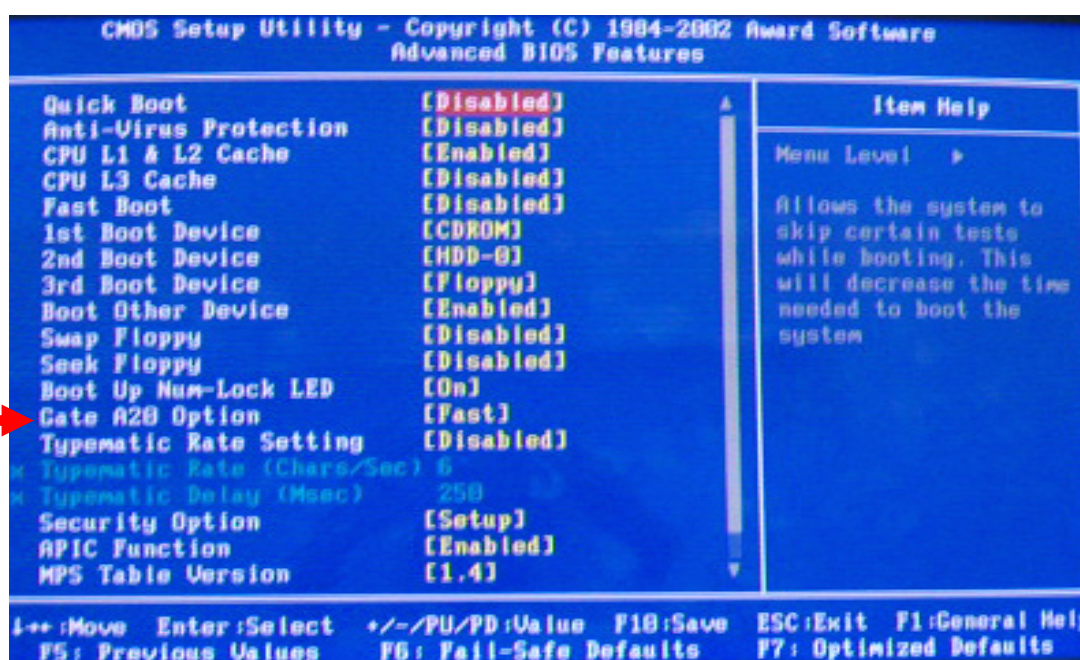 CMOS Setup Utility - Copyright (C) 1984-2002 Award Software
Advanced BIOS Features
Quick Boot [Disabled]
Anti-Virus Protection [Disabled]
CPU L1 & L2 Cache [Enabled]
CPU L3 Cache [Disabled]
Fast Boot [Disabled]
1st Boot Device [CDROM]
2nd Boot Device [HDD-0]
3rd Boot Device [Floppy]
Boot Other Device [Enabled]
Swap Floppy [Disabled]
Seek Floppy [Disabled]
Boot Up Num-Lock LED [On]
Gate A20 Option [Fast]
Typematic Rate Setting [Disabled]
x Typematic Rate (Chars/Sec) 6
x Typematic Delay (Msec) 250
Security Option [Setup]
APIC Function [Enabled]
MPS Table Version [1.4]
Item Help
Menu Level ▸
Allows the system to
skip certain tests
while booting. This
will decrease the time
needed to boot the
system
↓→←:Move Enter:Select +/-/PU/PD:Value F10:Save ESC:Exit F1:General Help
F5: Previous Values F6: Fail-Safe Defaults F7: Optimized Defaults